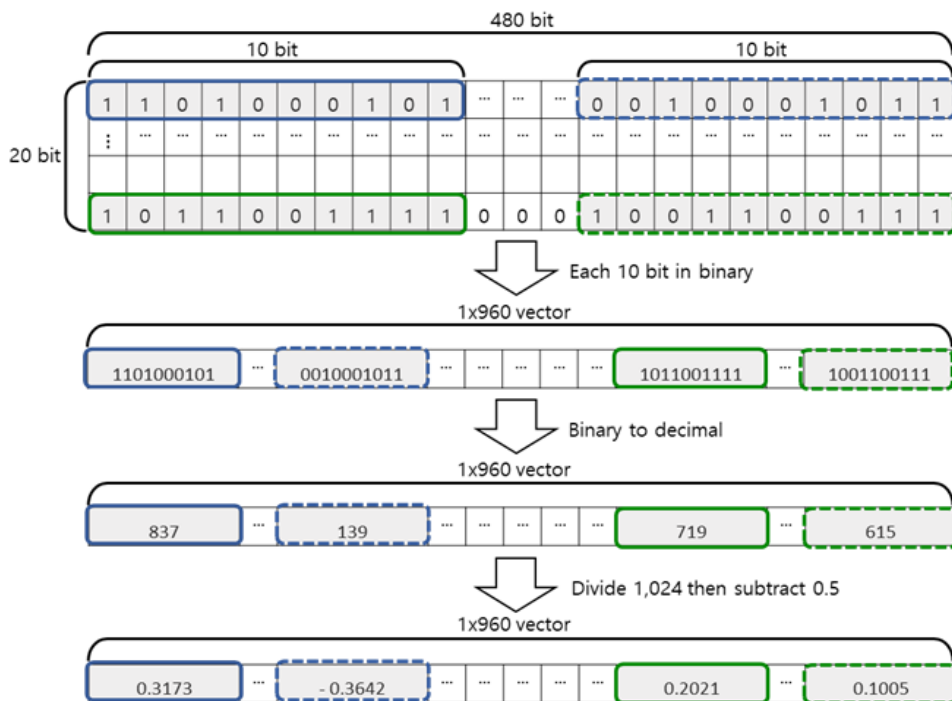 480 bit
10 bit 10 bit
1 1 0 1 0 0 0 1 0 1 ... ... ... 0 0 1 0 0 0 1 0 1 1
⋮ ... ... ... ... ... ... ... ... ... ... ... ... ... ... ... ... ... ... ... ... ... ...
20 bit
1 0 1 1 0 0 1 1 1 1 0 0 0 1 0 0 1 1 0 0 1 1 1
Each 10 bit in binary
1x960 vector
1101000101 ... 0010001011 ... ... ... ... ... 1011001111 ... 1001100111
Binary to decimal
1x960 vector
837 ... 139 ... ... ... ... ... 719 ... 615
Divide 1,024 then subtract 0.5
1x960 vector
0.3173 ... - 0.3642 ... ... ... ... ... 0.2021 ... 0.1005